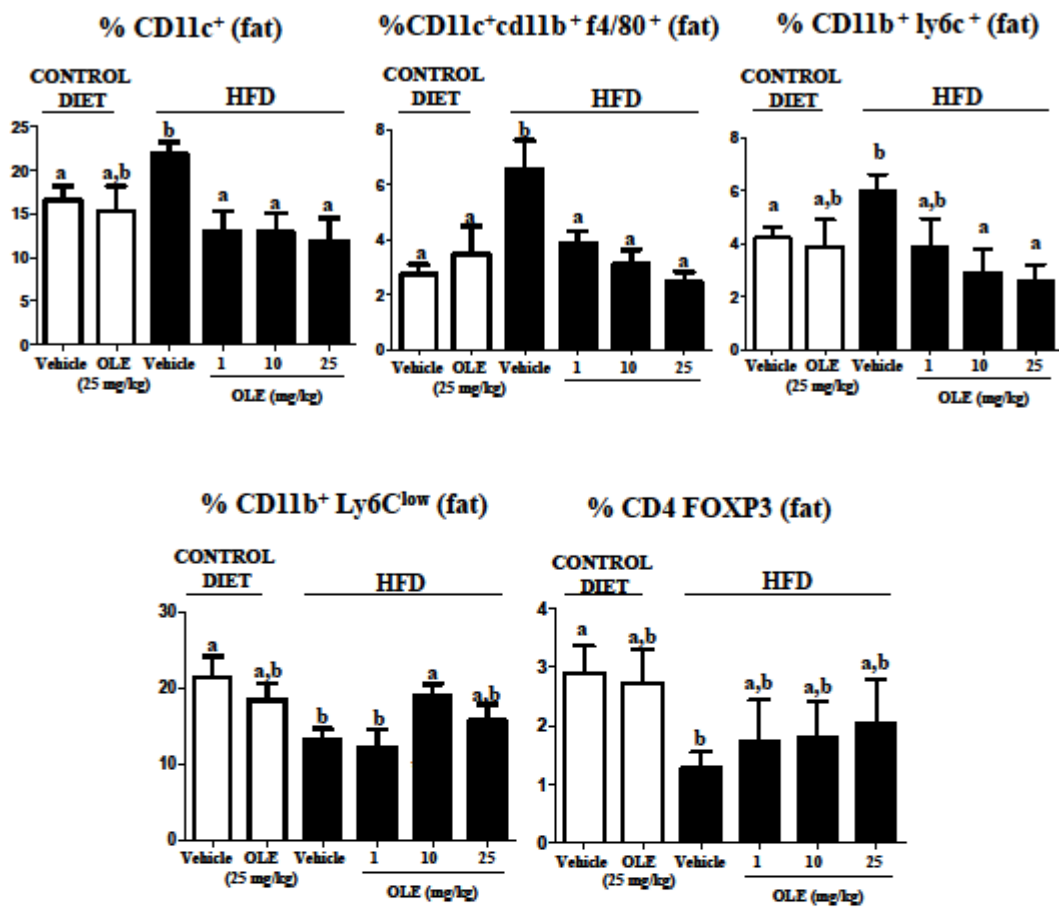 % CD11c⁺ (fat)
CONTROL
DIET
HFD
25
20
15
10
5
0
a
a,b
b
a
a
a
Vehicle OLE Vehicle 1 10 25
(25 mg/kg)
OLE (mg/kg)
%CD11c⁺cd11b⁺ f4/80⁺ (fat)
CONTROL
DIET
HFD
8
6
4
2
0
a
a
b
a
a
a
Vehicle OLE Vehicle 1 10 25
(25 mg/kg)
OLE (mg/kg)
% CD11b⁺ ly6c⁺ (fat)
CONTROL
DIET
HFD
8
6
4
2
0
a
a,b
b
a,b
a
a
Vehicle OLE Vehicle 1 10 25
(25 mg/kg)
OLE (mg/kg)
% CD11b⁺ Ly6C^low (fat)
CONTROL
DIET
HFD
30
20
10
0
a
a,b
b
b
a
a,b
Vehicle OLE Vehicle 1 10 25
(25 mg/kg)
OLE (mg/kg)
% CD4 FOXP3 (fat)
CONTROL
DIET
HFD
4
3
2
1
0
a
a,b
b
a,b
a,b
a,b
Vehicle OLE Vehicle 1 10 25
(25 mg/kg)
OLE (mg/kg)